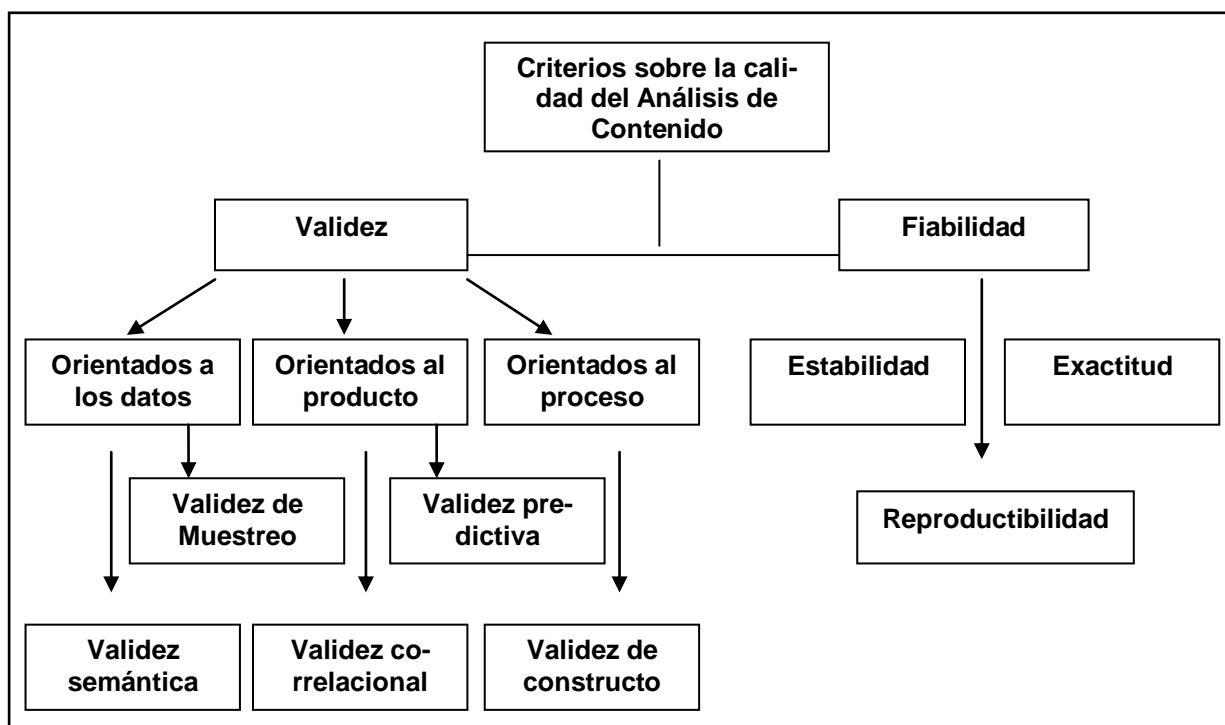 Criterios sobre la cali-
dad del Análisis de
Contenido
Validez
Fiabilidad
Orientados a
los datos
Orientados al
producto
Orientados al
proceso
Estabilidad
Exactitud
Validez de
Muestreo
Validez pre-
dictiva
Reproductibilidad
Validez
semántica
Validez co-
rrelacional
Validez de
constructo